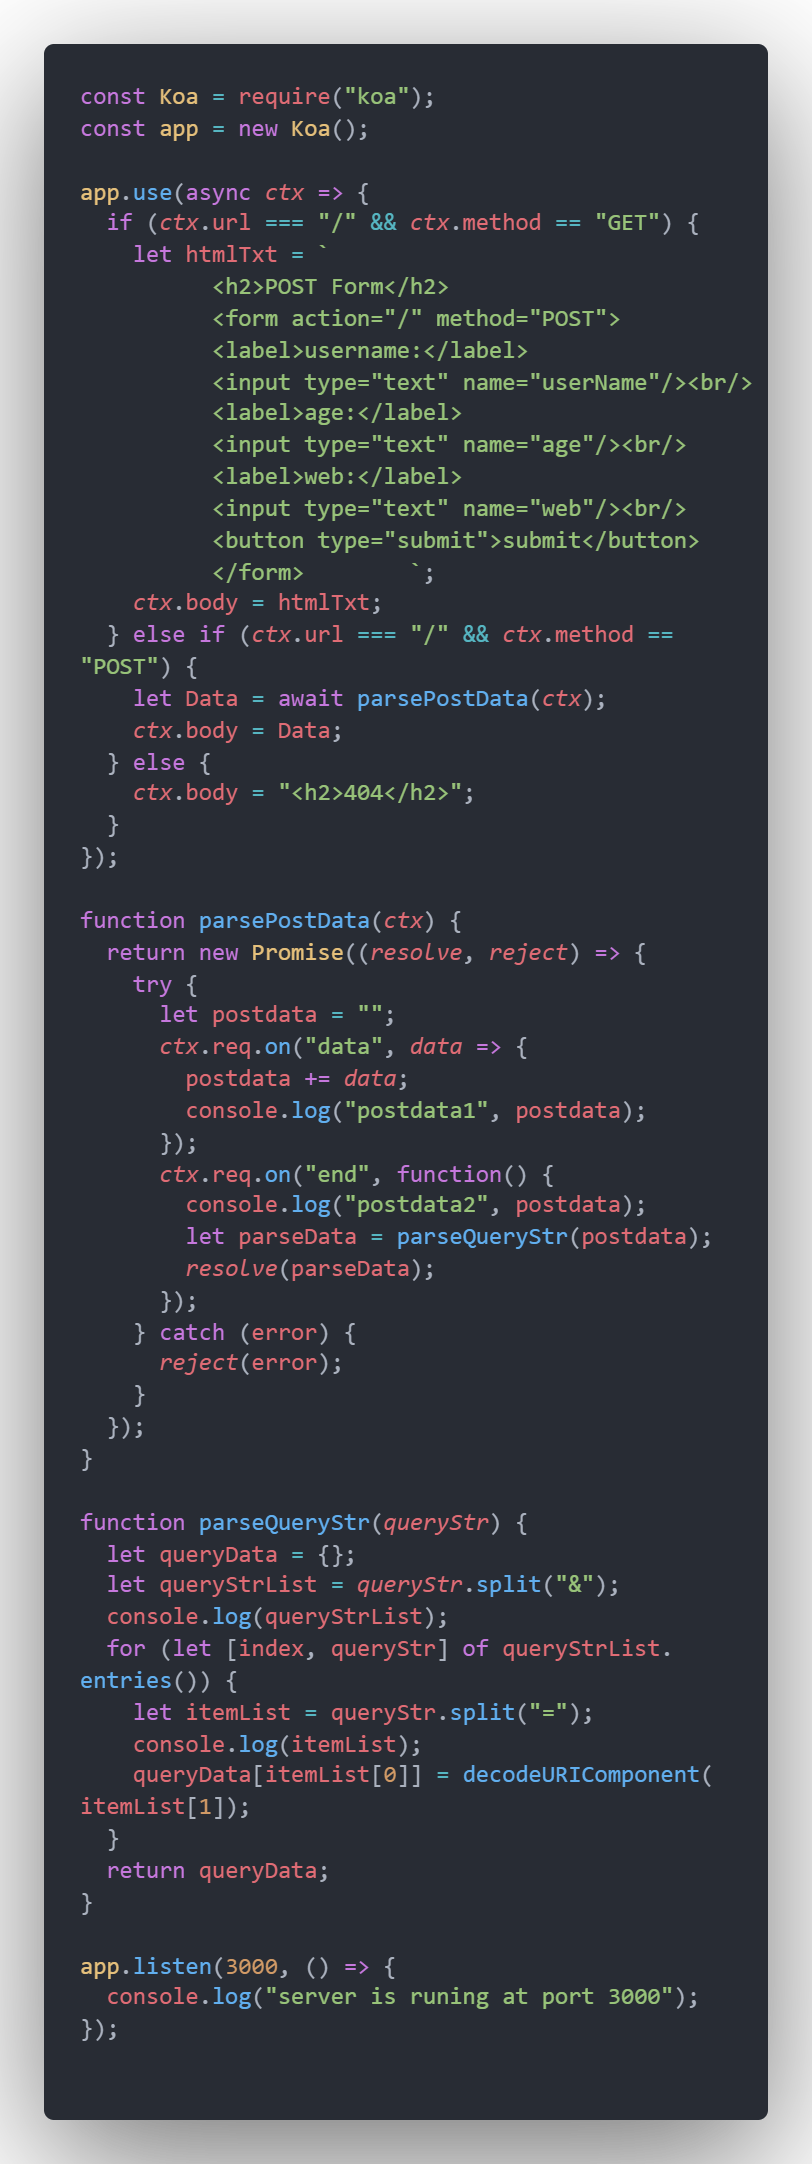 const Koa = require("koa");
const app = new Koa();

app.use(async ctx => {
  if (ctx.url === "/" && ctx.method == "GET") {
    let htmlTxt = `
          <h2>POST Form</h2>
          <form action="/" method="POST">
          <label>username:</label>
          <input type="text" name="userName"/><br/>
          <label>age:</label>
          <input type="text" name="age"/><br/>
          <label>web:</label>
          <input type="text" name="web"/><br/>
          <button type="submit">submit</button>
          </form>        `;
    ctx.body = htmlTxt;
  } else if (ctx.url === "/" && ctx.method ==
"POST") {
    let Data = await parsePostData(ctx);
    ctx.body = Data;
  } else {
    ctx.body = "<h2>404</h2>";
  }
});

function parsePostData(ctx) {
  return new Promise((resolve, reject) => {
    try {
      let postdata = "";
      ctx.req.on("data", data => {
        postdata += data;
        console.log("postdata1", postdata);
      });
      ctx.req.on("end", function() {
        console.log("postdata2", postdata);
        let parseData = parseQueryStr(postdata);
        resolve(parseData);
      });
    } catch (error) {
      reject(error);
    }
  });
}

function parseQueryStr(queryStr) {
  let queryData = {};
  let queryStrList = queryStr.split("&");
  console.log(queryStrList);
  for (let [index, queryStr] of queryStrList.
entries()) {
    let itemList = queryStr.split("=");
    console.log(itemList);
    queryData[itemList[0]] = decodeURIComponent(
itemList[1]);
  }
  return queryData;
}

app.listen(3000, () => {
  console.log("server is runing at port 3000");
});